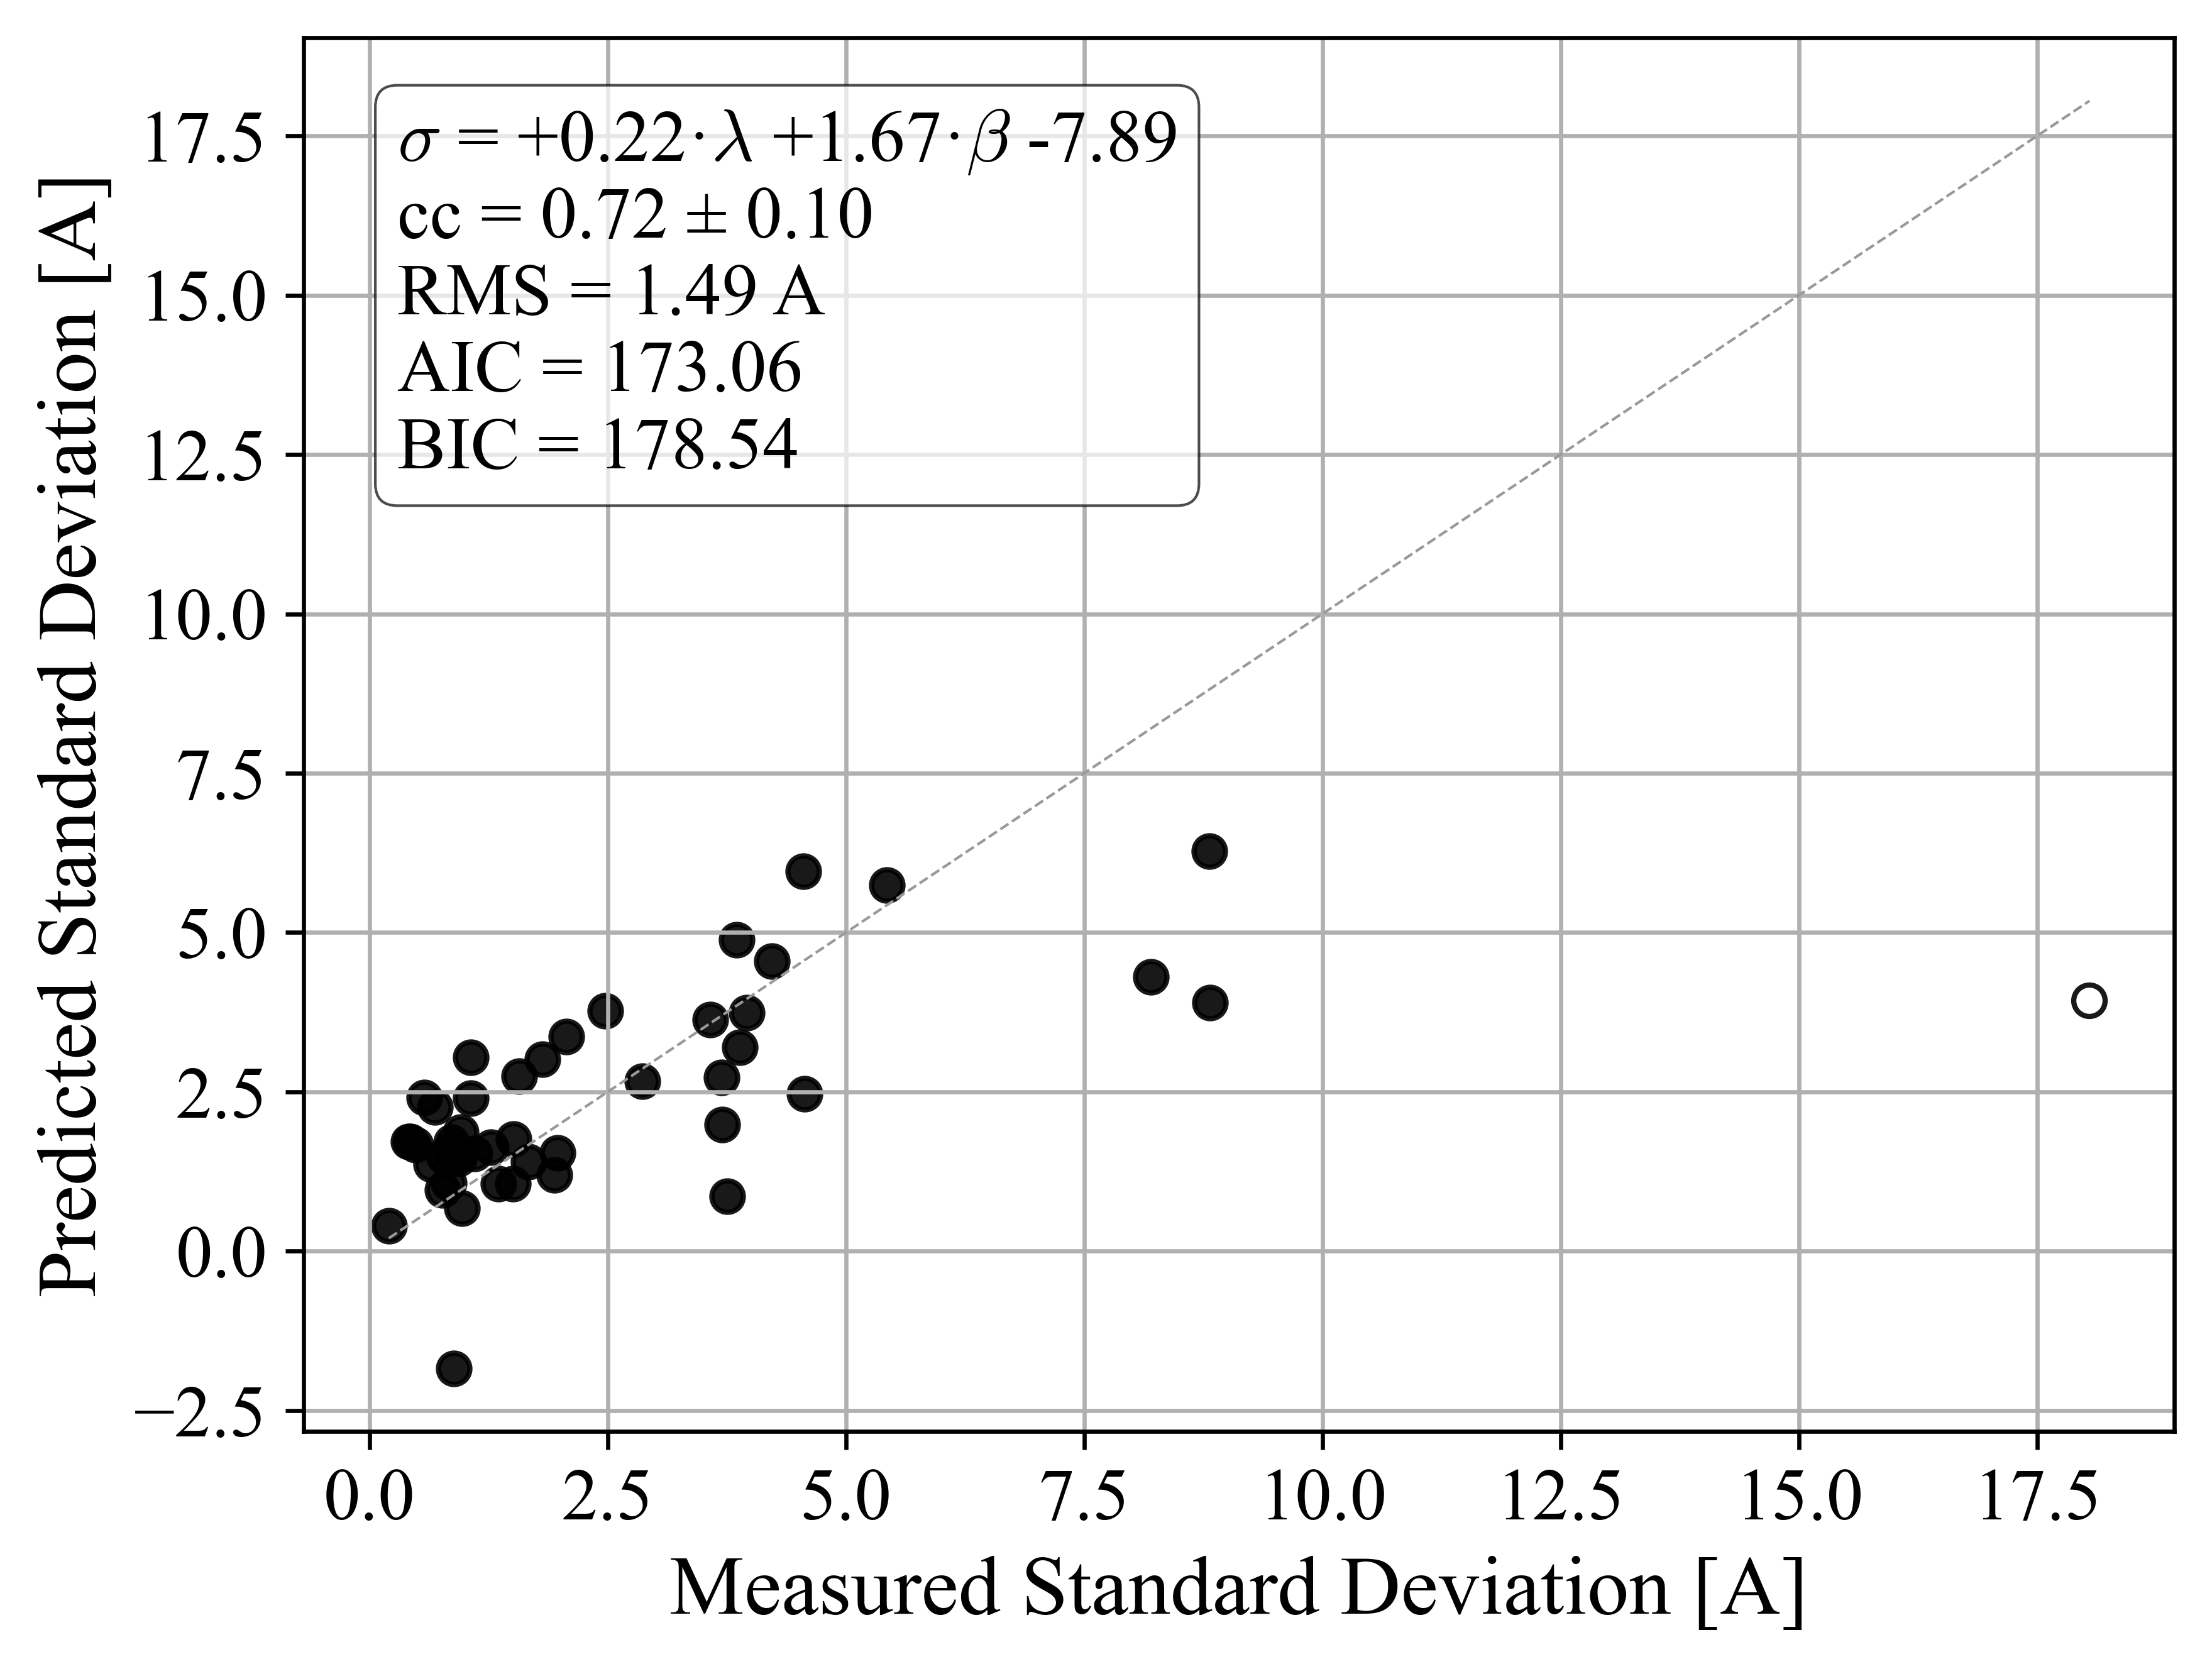 σ = +0.22·λ +1.67·β -7.89
cc = 0.72 ± 0.10
RMS = 1.49 A
AIC = 173.06
BIC = 178.54
17.5
15.0
12.5
10.0
7.5
5.0
2.5
0.0
−2.5
Predicted Standard Deviation [A]
0.0 2.5 5.0 7.5 10.0 12.5 15.0 17.5
Measured Standard Deviation [A]